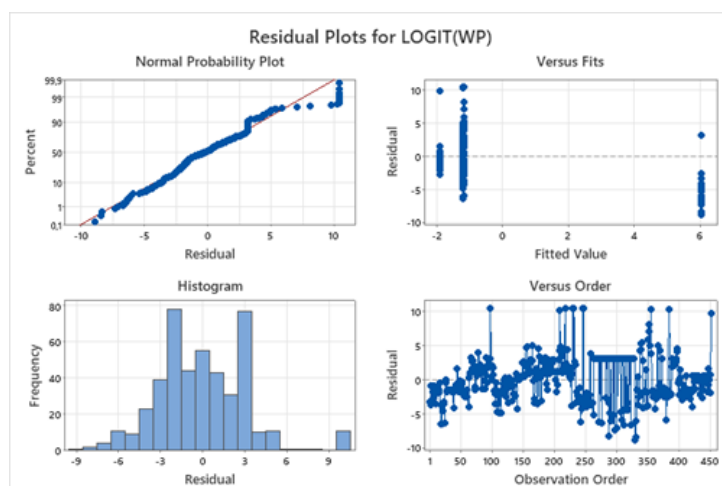 Residual Plots for LOGIT(WP)
Normal Probability Plot
99,9
99
90
50
10
1
0,1
Percent
-10 -5 0 5 10
Residual
Versus Fits
10
5
0
-5
-10
Residual
-2 0 2 4 6
Fitted Value
Histogram
80
60
40
20
0
Frequency
-9 -6 -3 0 3 6 9
Residual
Versus Order
10
5
0
-5
-10
Residual
1 50 100 150 200 250 300 350 400 450
Observation Order